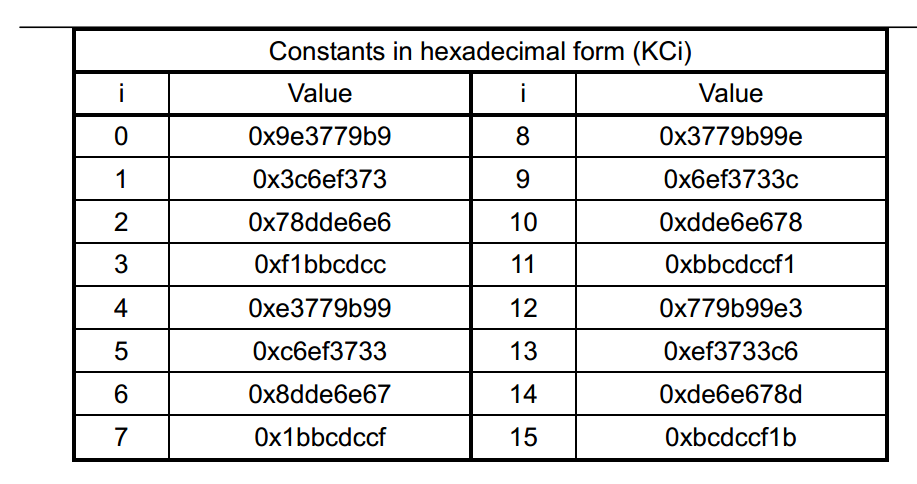 Constants in hexadecimal form (KCi)
i Value i Value
0 0x9e3779b9 8 0x3779b99e
1 0x3c6ef373 9 0x6ef3733c
2 0x78dde6e6 10 0xdde6e678
3 0xf1bbcdcc 11 0xbbcdccf1
4 0xe3779b99 12 0x779b99e3
5 0xc6ef3733 13 0xef3733c6
6 0x8dde6e67 14 0xde6e678d
7 0x1bbcdccf 15 0xbcdccf1b